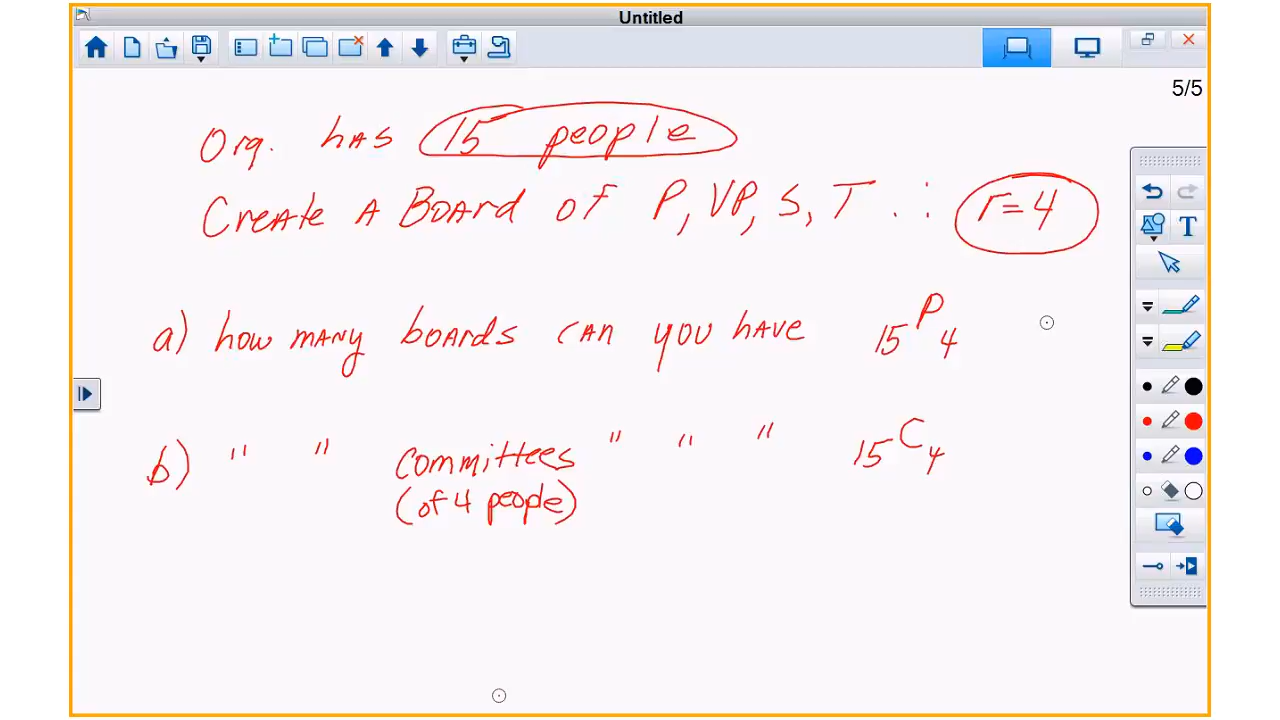 Untitled
5/5
Org. has 15 people
Create A Board of P, VP, S, T ∴ r=4
a) how many boards can you have 15P4
b) " " committees " " " 15C4
(of 4 people)
T